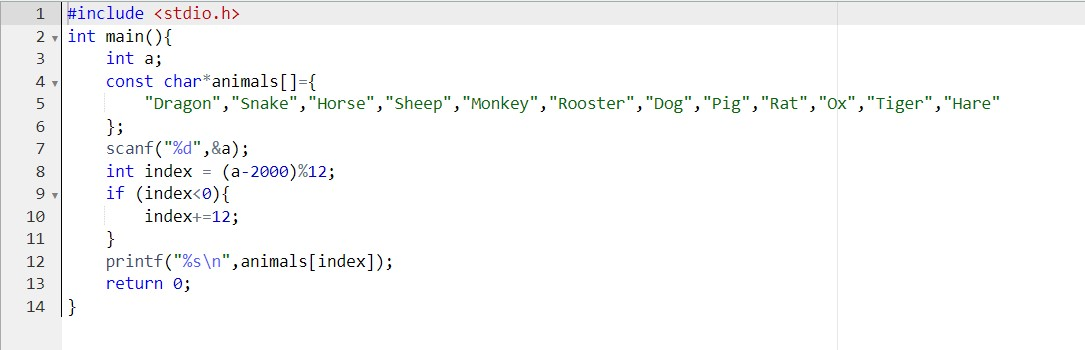 1 #include <stdio.h>
2 int main(){
3     int a;
4     const char*animals[]={
5         "Dragon","Snake","Horse","Sheep","Monkey","Rooster","Dog","Pig","Rat","Ox","Tiger","Hare"
6     };
7     scanf("%d",&a);
8     int index = (a-2000)%12;
9     if (index<0){
10         index+=12;
11     }
12     printf("%s\n",animals[index]);
13     return 0;
14 }